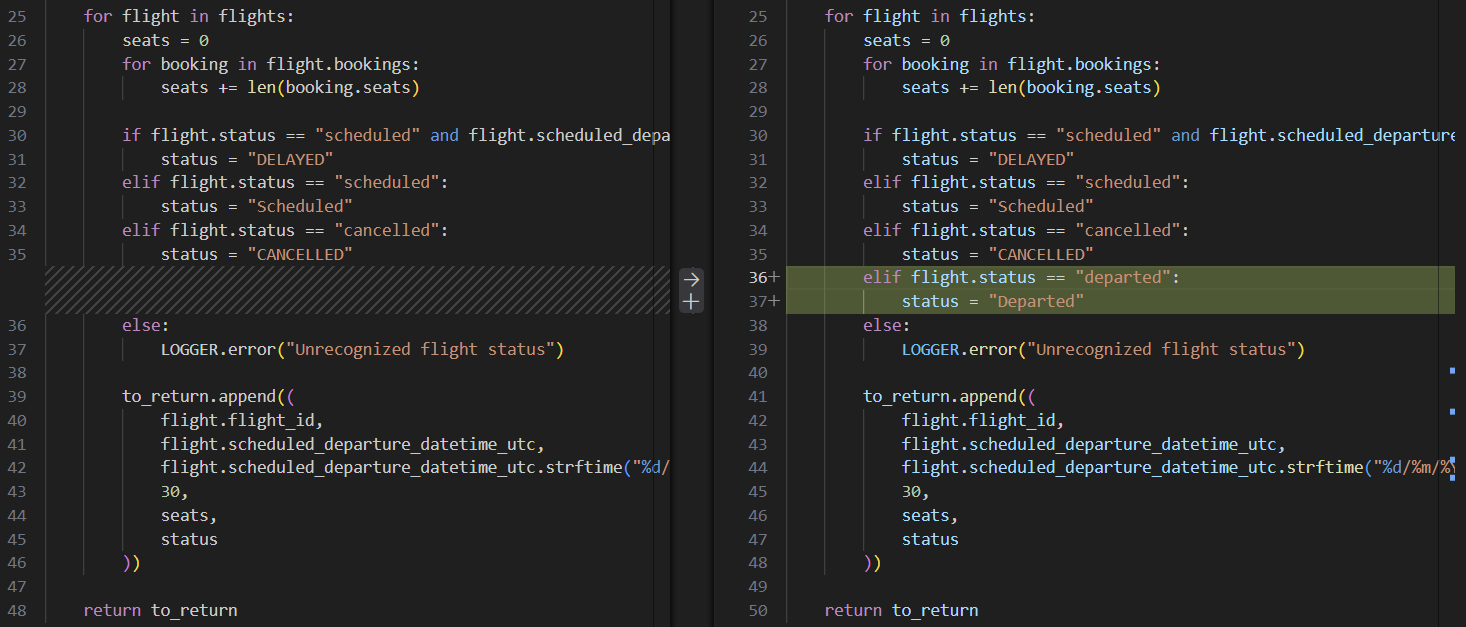 25 for flight in flights:
26 seats = 0
27 for booking in flight.bookings:
28 seats += len(booking.seats)
29
30 if flight.status == "scheduled" and flight.scheduled_depa
31 status = "DELAYED"
32 elif flight.status == "scheduled":
33 status = "Scheduled"
34 elif flight.status == "cancelled":
35 status = "CANCELLED"
36 else:
37 LOGGER.error("Unrecognized flight status")
38
39 to_return.append((
40 flight.flight_id,
41 flight.scheduled_departure_datetime_utc,
42 flight.scheduled_departure_datetime_utc.strftime("%d/
43 30,
44 seats,
45 status
46 ))
47
48 return to_return
25 for flight in flights:
26 seats = 0
27 for booking in flight.bookings:
28 seats += len(booking.seats)
29
30 if flight.status == "scheduled" and flight.scheduled_departure
31 status = "DELAYED"
32 elif flight.status == "scheduled":
33 status = "Scheduled"
34 elif flight.status == "cancelled":
35 status = "CANCELLED"
36+ elif flight.status == "departed":
37+ status = "Departed"
38 else:
39 LOGGER.error("Unrecognized flight status")
40
41 to_return.append((
42 flight.flight_id,
43 flight.scheduled_departure_datetime_utc,
44 flight.scheduled_departure_datetime_utc.strftime("%d/%m/%Y
45 30,
46 seats,
47 status
48 ))
49
50 return to_return